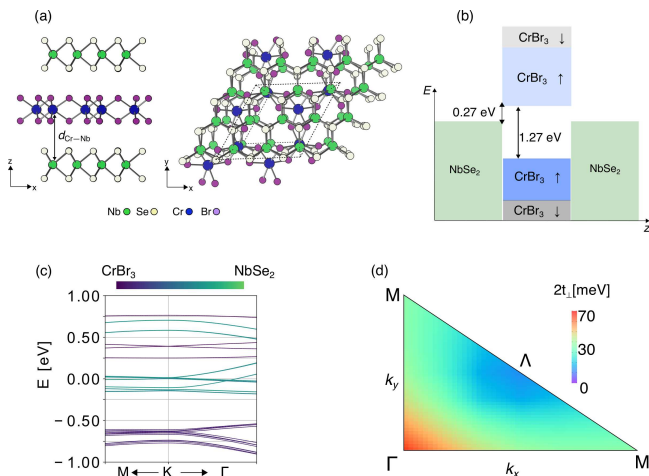 (a)
d_Cr−Nb
z
x
y
x
Nb Se Cr Br
(b)
E
CrBr₃ ↓
CrBr₃ ↑
0.27 eV
1.27 eV
NbSe₂
CrBr₃ ↑
NbSe₂
CrBr₃ ↓
z
(c)
CrBr₃ NbSe₂
E [eV]
1.00
0.50
0.00
−0.50
−1.00
M ← K → Γ
(d)
M
2t⊥[meV]
70
30
0
Λ
k_y
Γ
k_x
M